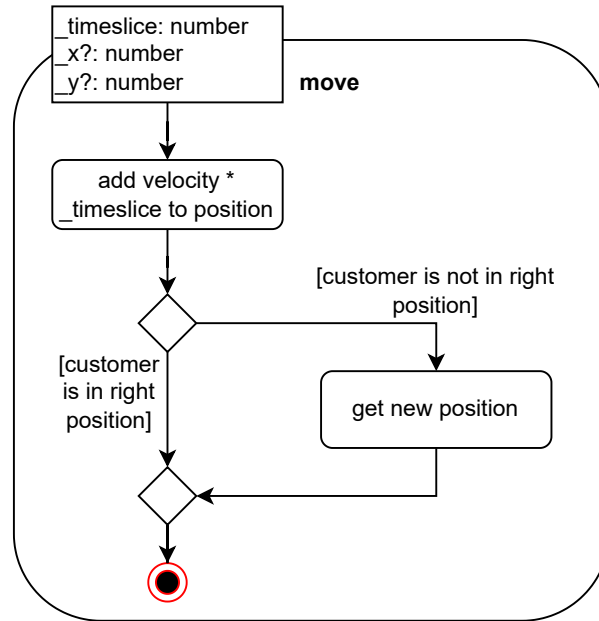 _timeslice: number
_x?: number
_y?: number
move
add velocity *
_timeslice to position
[customer is not in right
position]
[customer
is in right
position]
get new position